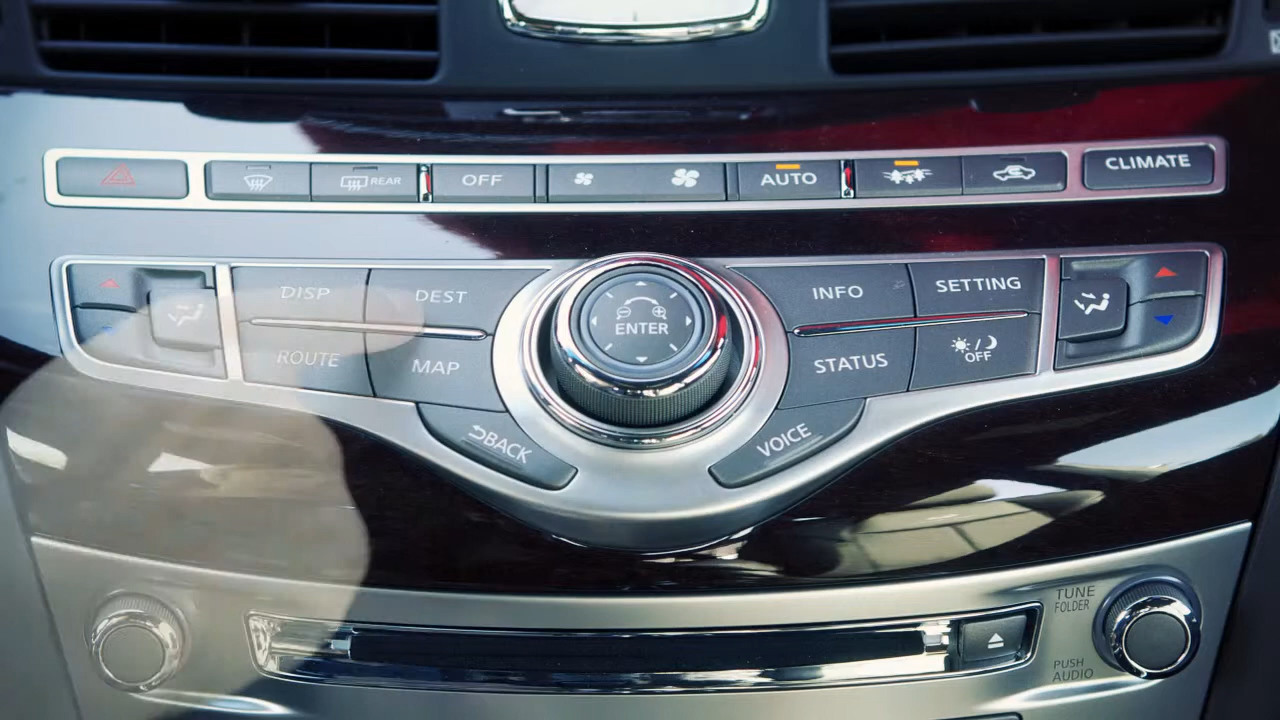 REAR
OFF
AUTO
CLIMATE
DISP
DEST
INFO
SETTING
ENTER
ROUTE
MAP
STATUS
OFF
BACK
VOICE
TUNE
FOLDER
PUSH
AUDIO